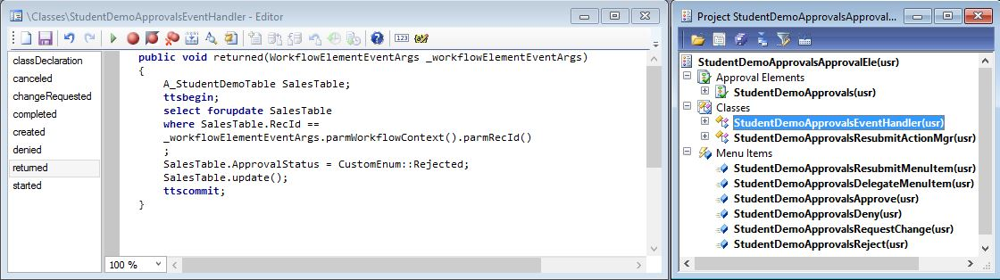 \Classes\StudentDemoApprovalsEventHandler - Editor
classDeclaration
canceled
changeRequested
completed
created
denied
returned
started
public void returned(WorkflowElementEventArgs _workflowElementEventArgs)
{
A_StudentDemoTable SalesTable;
ttsbegin;
select forupdate SalesTable
where SalesTable.RecId ==
_workflowElementEventArgs.parmWorkflowContext().parmRecId()
;
SalesTable.ApprovalStatus = CustomEnum::Rejected;
SalesTable.update();
ttscommit;
}
100 %
Project StudentDemoApprovalsApproval...
StudentDemoApprovalsApprovalEle(usr)
Approval Elements
StudentDemoApprovals(usr)
Classes
StudentDemoApprovalsEventHandler(usr)
StudentDemoApprovalsResubmitActionMgr(usr)
Menu Items
StudentDemoApprovalsResubmitMenuItem(usr)
StudentDemoApprovalsDelegateMenuItem(usr)
StudentDemoApprovalsApprove(usr)
StudentDemoApprovalsDeny(usr)
StudentDemoApprovalsRequestChange(usr)
StudentDemoApprovalsReject(usr)